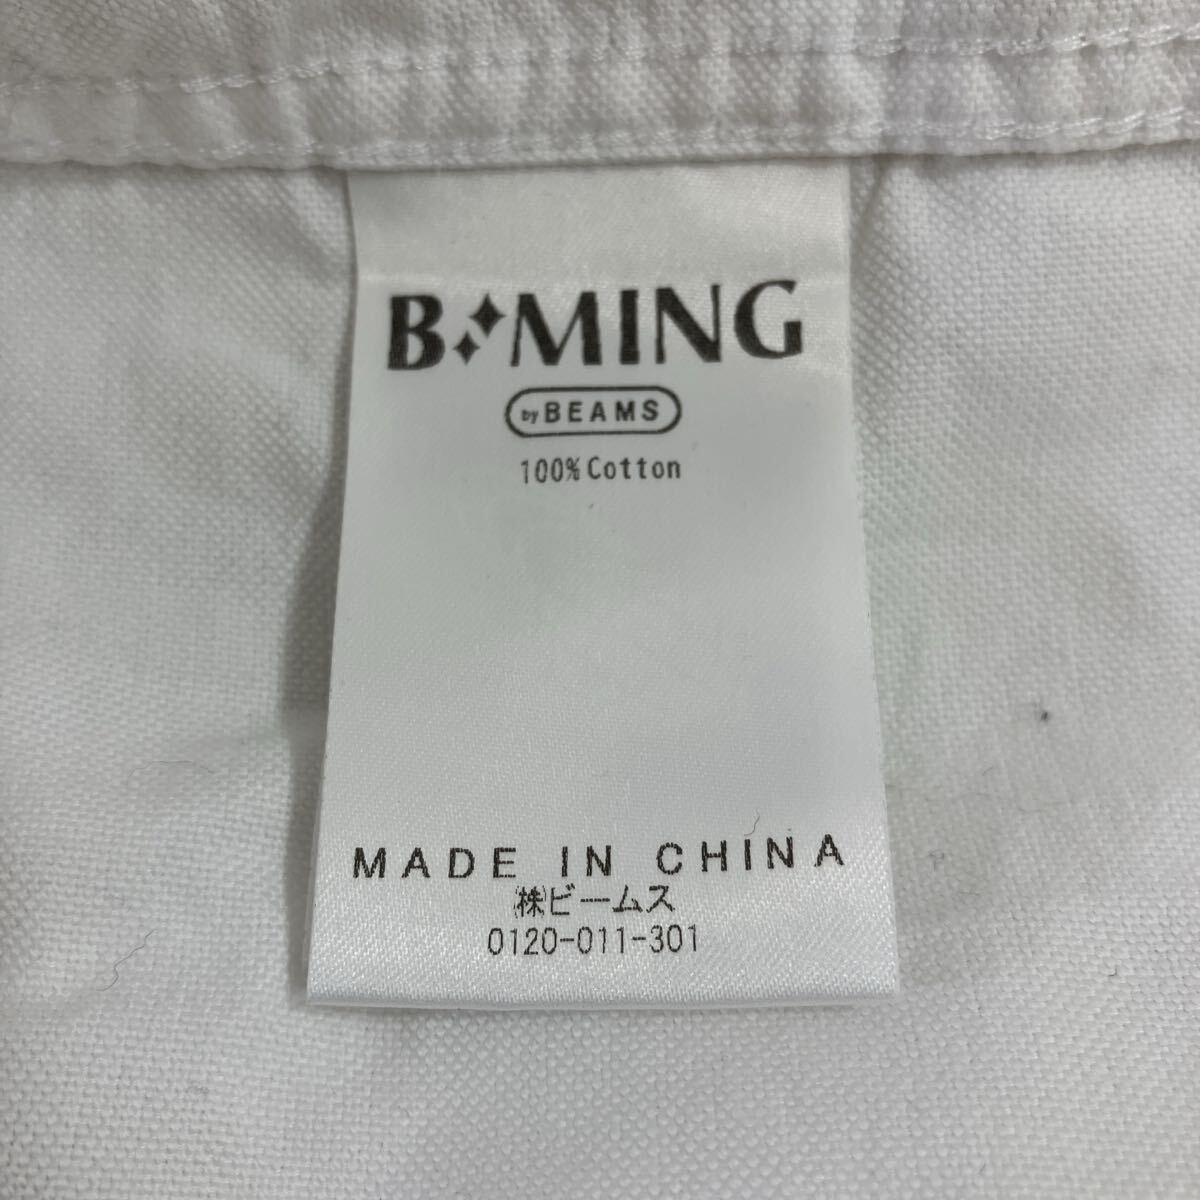 B MING
by BEAMS
100% Cotton
MADE IN CHINA
㈱ビームス
0120-011-301